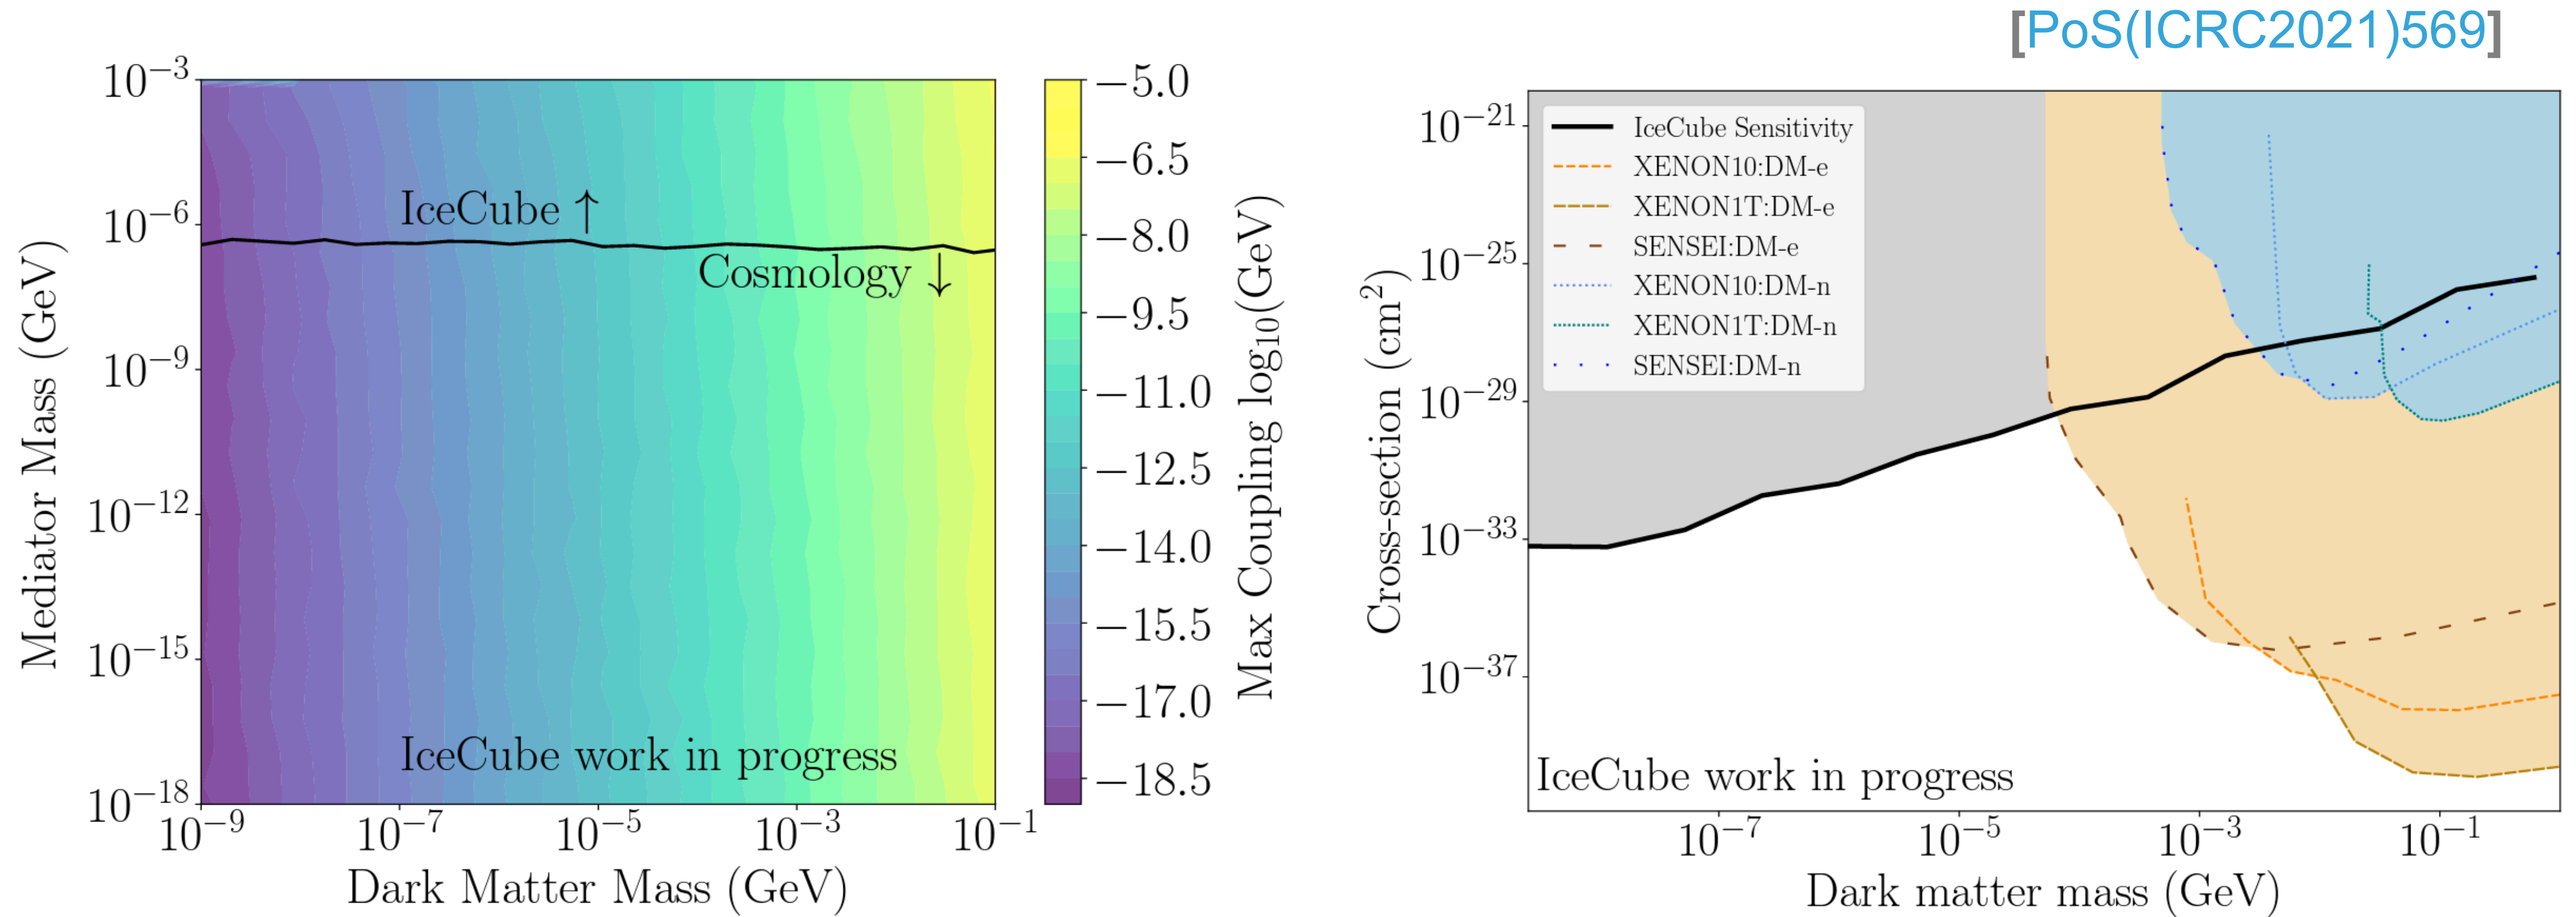 [PoS(ICRC2021)569]
10^{-3}
10^{-6}
10^{-9}
10^{-12}
10^{-15}
10^{-18}
Mediator Mass (GeV)
IceCube ↑
Cosmology ↓
IceCube work in progress
10^{-9}
10^{-7}
10^{-5}
10^{-3}
10^{-1}
Dark Matter Mass (GeV)
−5.0
−6.5
−8.0
−9.5
−11.0
−12.5
−14.0
−15.5
−17.0
−18.5
Max Coupling log_{10}(GeV)
10^{-21}
10^{-25}
10^{-29}
10^{-33}
10^{-37}
Cross-section (cm^{2})
IceCube Sensitivity
XENON10:DM-e
XENON1T:DM-e
SENSEI:DM-e
XENON10:DM-n
XENON1T:DM-n
SENSEI:DM-n
IceCube work in progress
10^{-7}
10^{-5}
10^{-3}
10^{-1}
Dark matter mass (GeV)